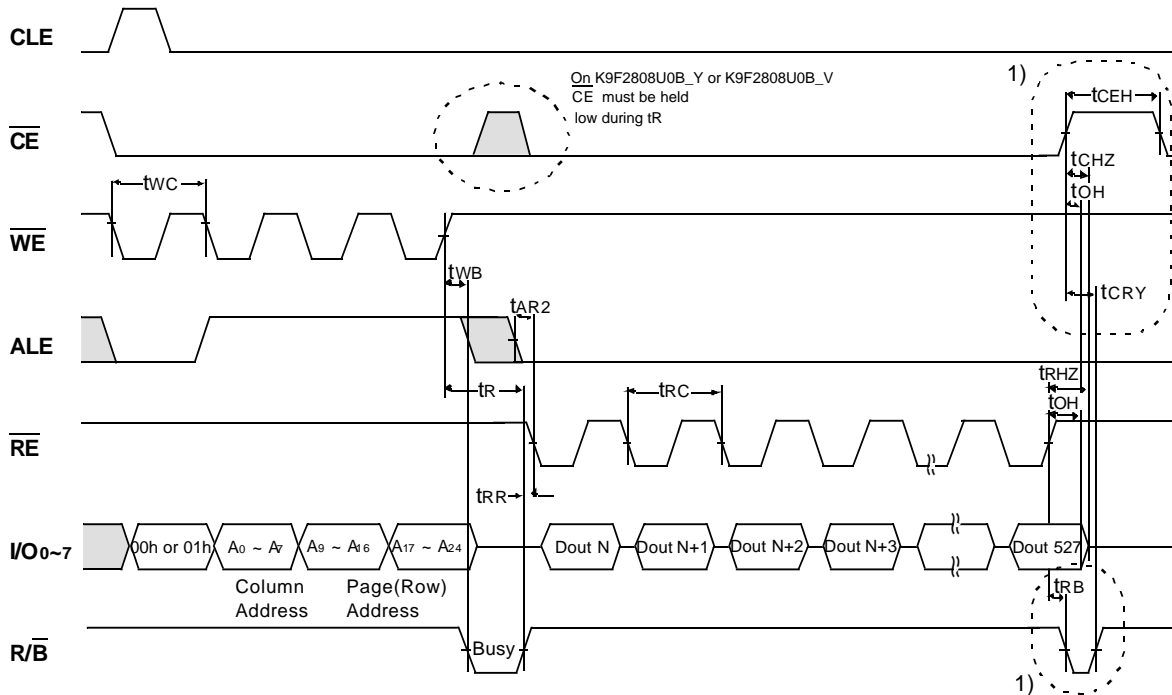 CLE
On K9F2808U0B_Y or K9F2808U0B_V
CE must be held
low during tR
1)
tCEH
CE
tCHZ
tOH
tWC
WE
tWB
tCRY
tAR2
ALE
tR
tRC
tRHZ
tOH
RE
tRR
I/O0~7
00h or 01h
A0 ~ A7
A9 ~ A16
A17 ~ A24
Dout N
Dout N+1
Dout N+2
Dout N+3
Dout 527
Column
Address
Page(Row)
Address
tRB
R/B
Busy
1)